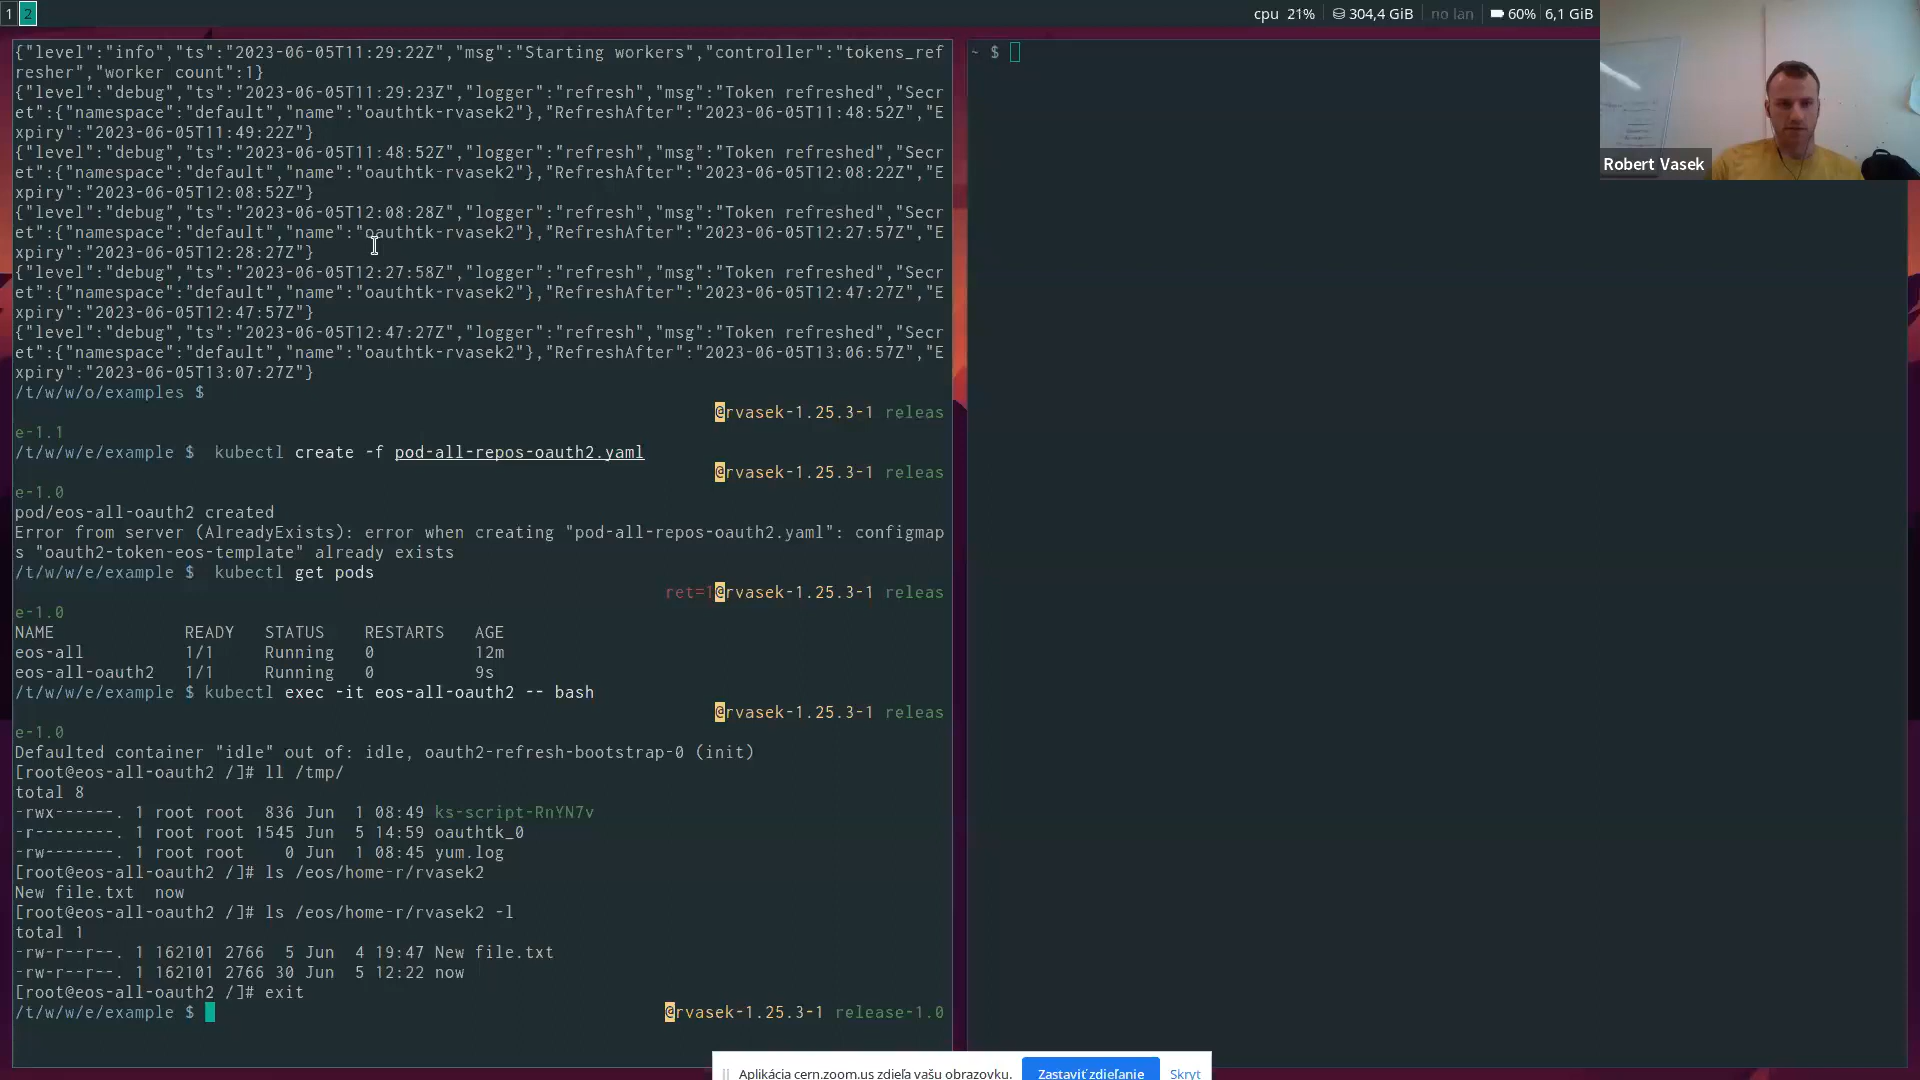 1 2 cpu 21% 304,4 GiB no lan 60% 6,1 GiB
{"level":"info","ts":"2023-06-05T11:29:22Z","msg":"Starting workers","controller":"tokens_ref
resher","worker count":1}
{"level":"debug","ts":"2023-06-05T11:29:23Z","logger":"refresh","msg":"Token refreshed","Secr
et":{"namespace":"default","name":"oauthtk-rvasek2"},"RefreshAfter":"2023-06-05T11:48:52Z","E
xpiry":"2023-06-05T11:49:22Z"}
{"level":"debug","ts":"2023-06-05T11:48:52Z","logger":"refresh","msg":"Token refreshed","Secr
et":{"namespace":"default","name":"oauthtk-rvasek2"},"RefreshAfter":"2023-06-05T12:08:22Z","E
xpiry":"2023-06-05T12:08:52Z"}
{"level":"debug","ts":"2023-06-05T12:08:28Z","logger":"refresh","msg":"Token refreshed","Secr
et":{"namespace":"default","name":"oauthtk-rvasek2"},"RefreshAfter":"2023-06-05T12:27:57Z","E
xpiry":"2023-06-05T12:28:27Z"}
{"level":"debug","ts":"2023-06-05T12:27:58Z","logger":"refresh","msg":"Token refreshed","Secr
et":{"namespace":"default","name":"oauthtk-rvasek2"},"RefreshAfter":"2023-06-05T12:47:27Z","E
xpiry":"2023-06-05T12:47:57Z"}
{"level":"debug","ts":"2023-06-05T12:47:27Z","logger":"refresh","msg":"Token refreshed","Secr
et":{"namespace":"default","name":"oauthtk-rvasek2"},"RefreshAfter":"2023-06-05T13:06:57Z","E
xpiry":"2023-06-05T13:07:27Z"}
/t/w/w/o/examples $
@rvasek-1.25.3-1 releas
e-1.1
/t/w/w/e/example $ kubectl create -f pod-all-repos-oauth2.yaml
@rvasek-1.25.3-1 releas
e-1.0
pod/eos-all-oauth2 created
Error from server (AlreadyExists): error when creating "pod-all-repos-oauth2.yaml": configmap
s "oauth2-token-eos-template" already exists
/t/w/w/e/example $ kubectl get pods
ret=1@rvasek-1.25.3-1 releas
e-1.0
NAME READY STATUS RESTARTS AGE
eos-all 1/1 Running 0 12m
eos-all-oauth2 1/1 Running 0 9s
/t/w/w/e/example $ kubectl exec -it eos-all-oauth2 -- bash
@rvasek-1.25.3-1 releas
e-1.0
Defaulted container "idle" out of: idle, oauth2-refresh-bootstrap-0 (init)
[root@eos-all-oauth2 /]# ll /tmp/
total 8
-rwx------. 1 root root 836 Jun 1 08:49 ks-script-RnYN7v
-r--------. 1 root root 1545 Jun 5 14:59 oauthtk_0
-rw-------. 1 root root 0 Jun 1 08:45 yum.log
[root@eos-all-oauth2 /]# ls /eos/home-r/rvasek2
New file.txt now
[root@eos-all-oauth2 /]# ls /eos/home-r/rvasek2 -l
total 1
-rw-r--r--. 1 162101 2766 5 Jun 4 19:47 New file.txt
-rw-r--r--. 1 162101 2766 30 Jun 5 12:22 now
[root@eos-all-oauth2 /]# exit
/t/w/w/e/example $ @rvasek-1.25.3-1 release-1.0
~ $
Robert Vasek
Aplikácia cern.zoom.us zdieľa vašu obrazovku. Zastaviť zdieľanie Skryť